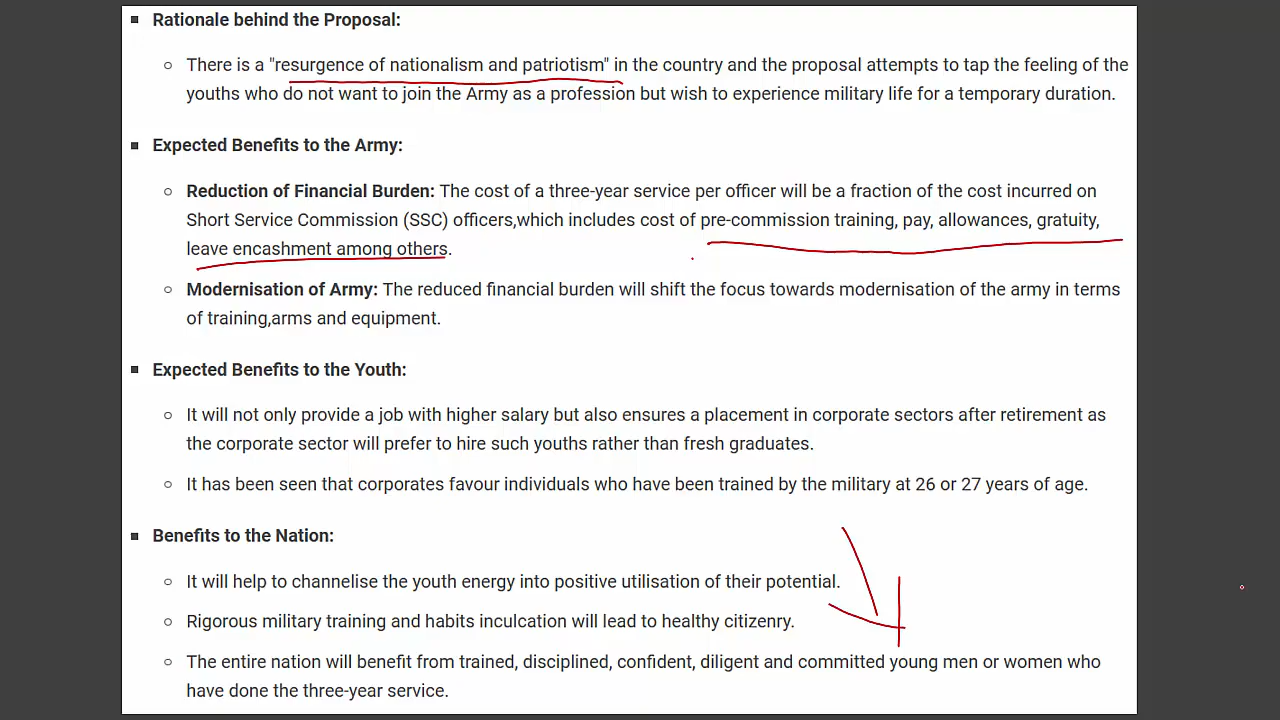 Rationale behind the Proposal:
There is a "resurgence of nationalism and patriotism" in the country and the proposal attempts to tap the feeling of the
youths who do not want to join the Army as a profession but wish to experience military life for a temporary duration.
Expected Benefits to the Army:
Reduction of Financial Burden: The cost of a three-year service per officer will be a fraction of the cost incurred on
Short Service Commission (SSC) officers,which includes cost of pre-commission training, pay, allowances, gratuity,
leave encashment among others.
Modernisation of Army: The reduced financial burden will shift the focus towards modernisation of the army in terms
of training,arms and equipment.
Expected Benefits to the Youth:
It will not only provide a job with higher salary but also ensures a placement in corporate sectors after retirement as
the corporate sector will prefer to hire such youths rather than fresh graduates.
It has been seen that corporates favour individuals who have been trained by the military at 26 or 27 years of age.
Benefits to the Nation:
It will help to channelise the youth energy into positive utilisation of their potential.
Rigorous military training and habits inculcation will lead to healthy citizenry.
The entire nation will benefit from trained, disciplined, confident, diligent and committed young men or women who
have done the three-year service.